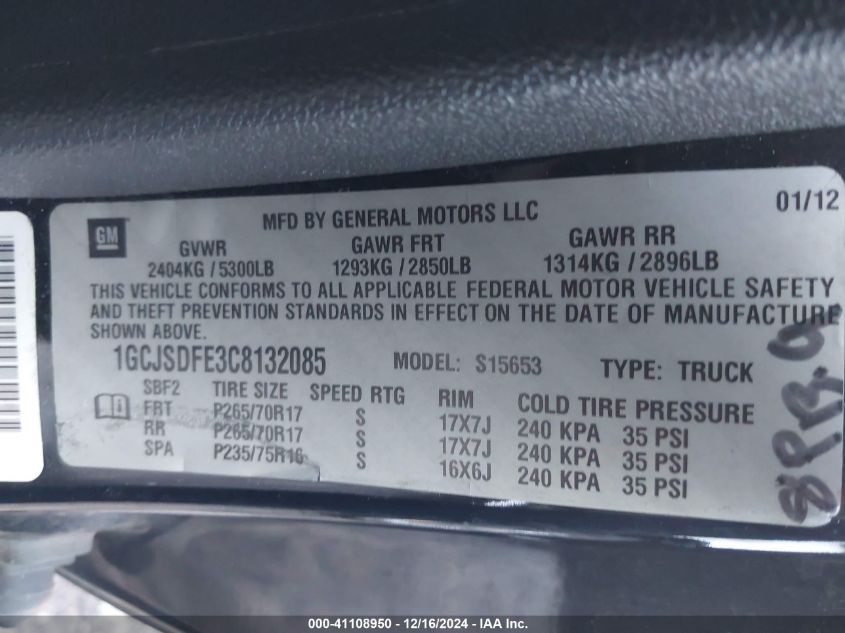 GM
MFD BY GENERAL MOTORS LLC
01/12
GVWR GAWR FRT GAWR RR
2404KG / 5300LB 1293KG / 2850LB 1314KG / 2896LB
THIS VEHICLE CONFORMS TO ALL APPLICABLE FEDERAL MOTOR VEHICLE SAFETY
AND THEFT PREVENTION STANDARDS IN EFFECT ON THE DATE OF MANUFACTURE
SHOWN ABOVE.
1GCJSDFE3C8132085 MODEL: S15653 TYPE: TRUCK
SBF2 TIRE SIZE SPEED RTG RIM COLD TIRE PRESSURE
FRT P265/70R17 S 17X7J 240 KPA 35 PSI
RR P265/70R17 S 17X7J 240 KPA 35 PSI
SPA P235/75R16 S 16X6J 240 KPA 35 PSI
000-41108950 - 12/16/2024 - IAA Inc.